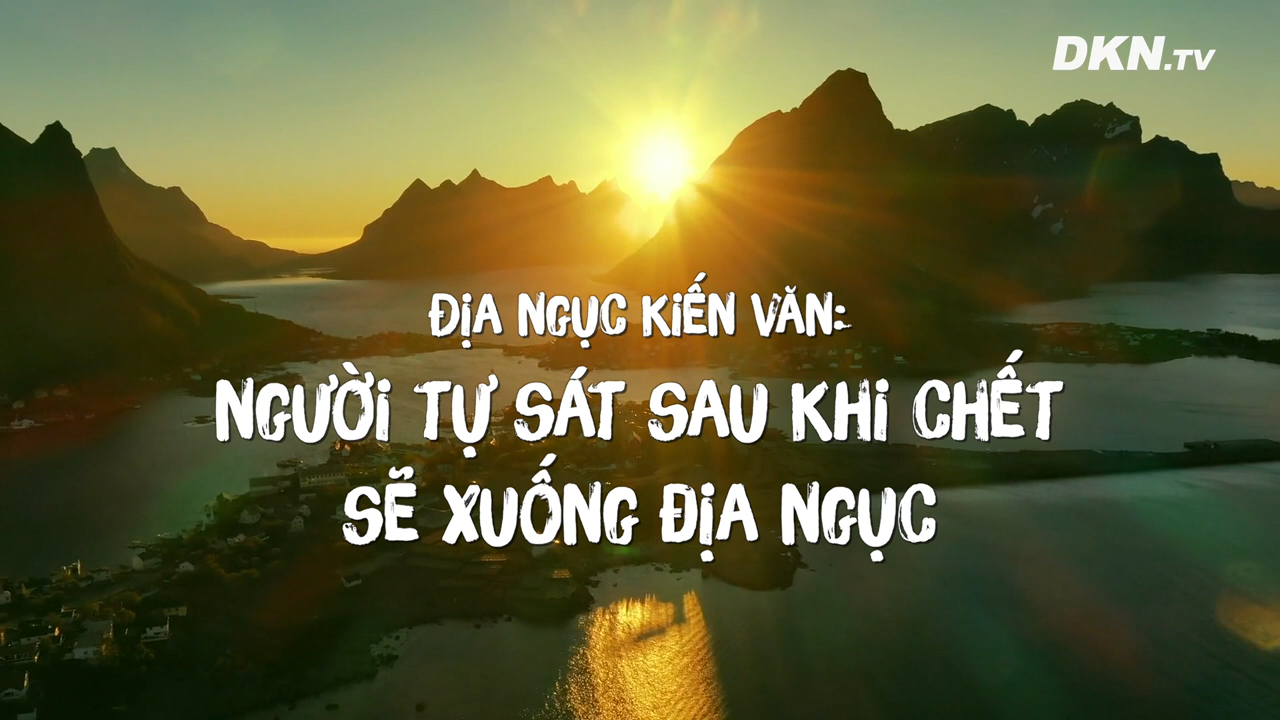 DKN.TV
ĐỊA NGỤC KIẾN VĂN:
NGƯỜI TỰ SÁT SAU KHI CHẾT
SẼ XUỐNG ĐỊA NGỤC